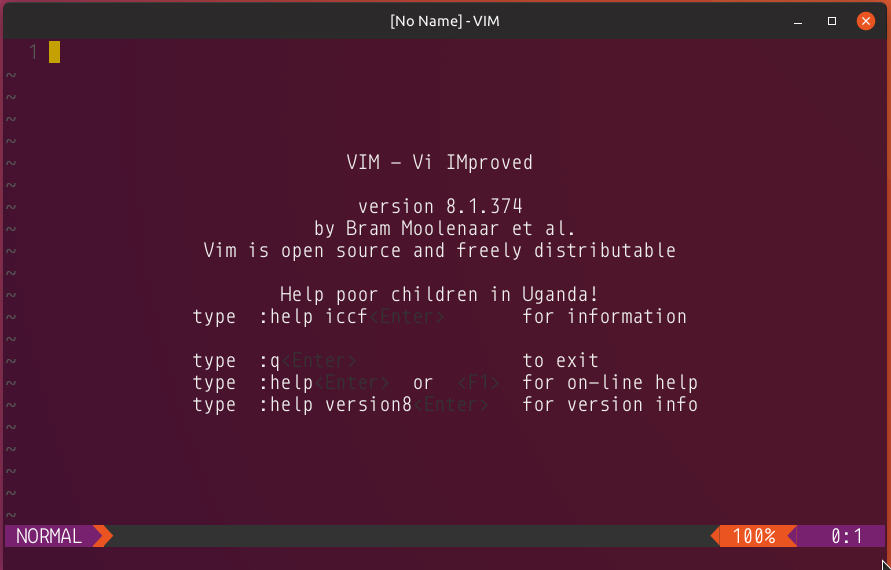 [No Name] - VIM
1
~
~
~
~
~ VIM - Vi IMproved
~
~ version 8.1.374
~ by Bram Moolenaar et al.
~ Vim is open source and freely distributable
~
~ Help poor children in Uganda!
~ type :help iccf<Enter> for information
~
~ type :q<Enter> to exit
~ type :help<Enter> or <F1> for on-line help
~ type :help version8<Enter> for version info
~
~
~
~
~
NORMAL 100% 0:1